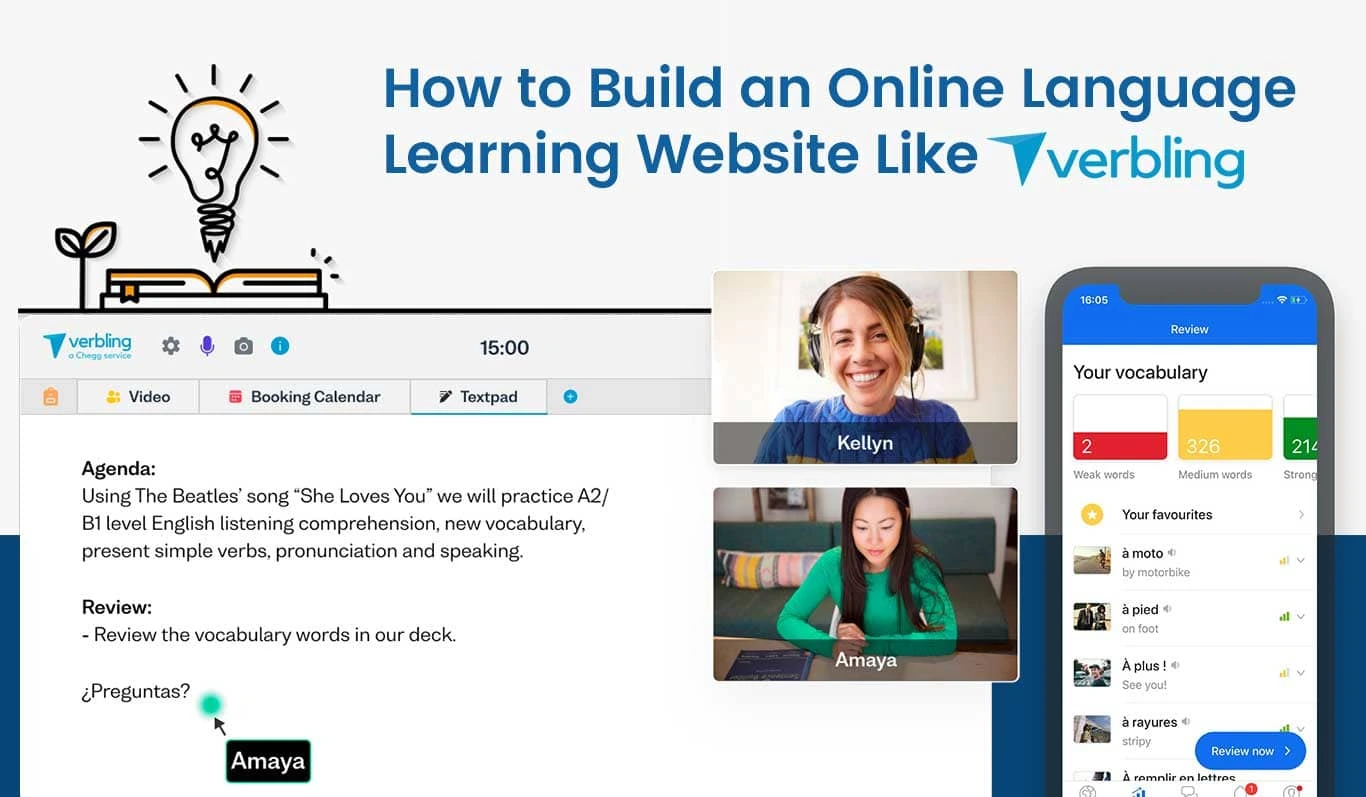 How to Build an Online Language
Learning Website Like verbling
verbling
a Chegg service
15:00
Video
Booking Calendar
Textpad
Agenda:
Using The Beatles’ song “She Loves You” we will practice A2/
B1 level English listening comprehension, new vocabulary,
present simple verbs, pronunciation and speaking.
Review:
- Review the vocabulary words in our deck.
¿Preguntas?
Amaya
Kellyn
Amaya
16:05
Review
Your vocabulary
2
326
214
Weak words
Medium words
Strong
Your favourites
à moto
by motorbike
à pied
on foot
À plus !
See you!
à rayures
stripy
Review now
À remplir en lettres
1